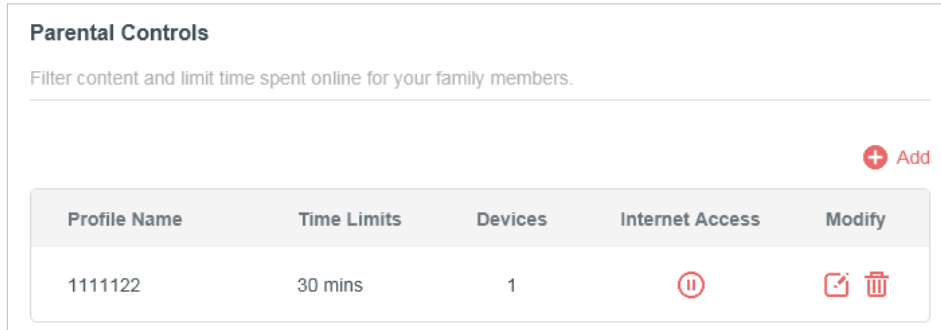 Parental Controls
Filter content and limit time spent online for your family members.
Add
Profile Name Time Limits Devices Internet Access Modify
1111122 30 mins 1